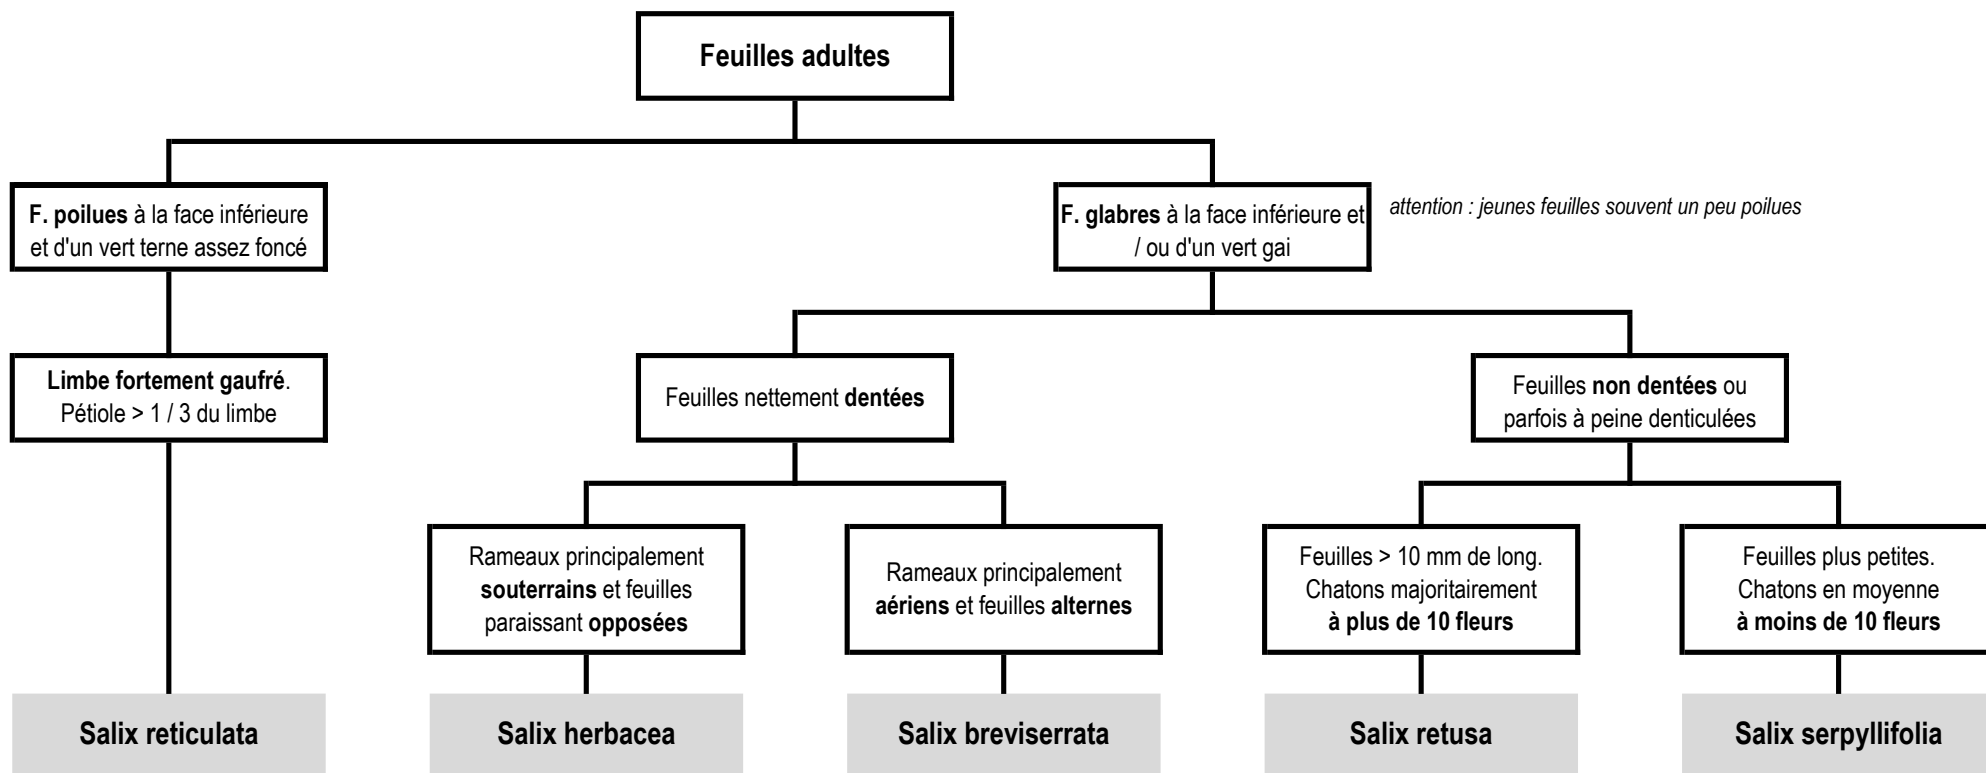 Feuilles adultes
F. poilues à la face inférieure
et d'un vert terne assez foncé
F. glabres à la face inférieure et
/ ou d'un vert gai
attention : jeunes feuilles souvent un peu poilues
Limbe fortement gaufré.
Pétiole > 1 / 3 du limbe
Feuilles nettement dentées
Feuilles non dentées ou
parfois à peine denticulées
Rameaux principalement
souterrains et feuilles
paraissant opposées
Rameaux principalement
aériens et feuilles alternes
Feuilles > 10 mm de long.
Chatons majoritairement
à plus de 10 fleurs
Feuilles plus petites.
Chatons en moyenne
à moins de 10 fleurs
Salix reticulata
Salix herbacea
Salix breviserrata
Salix retusa
Salix serpyllifolia